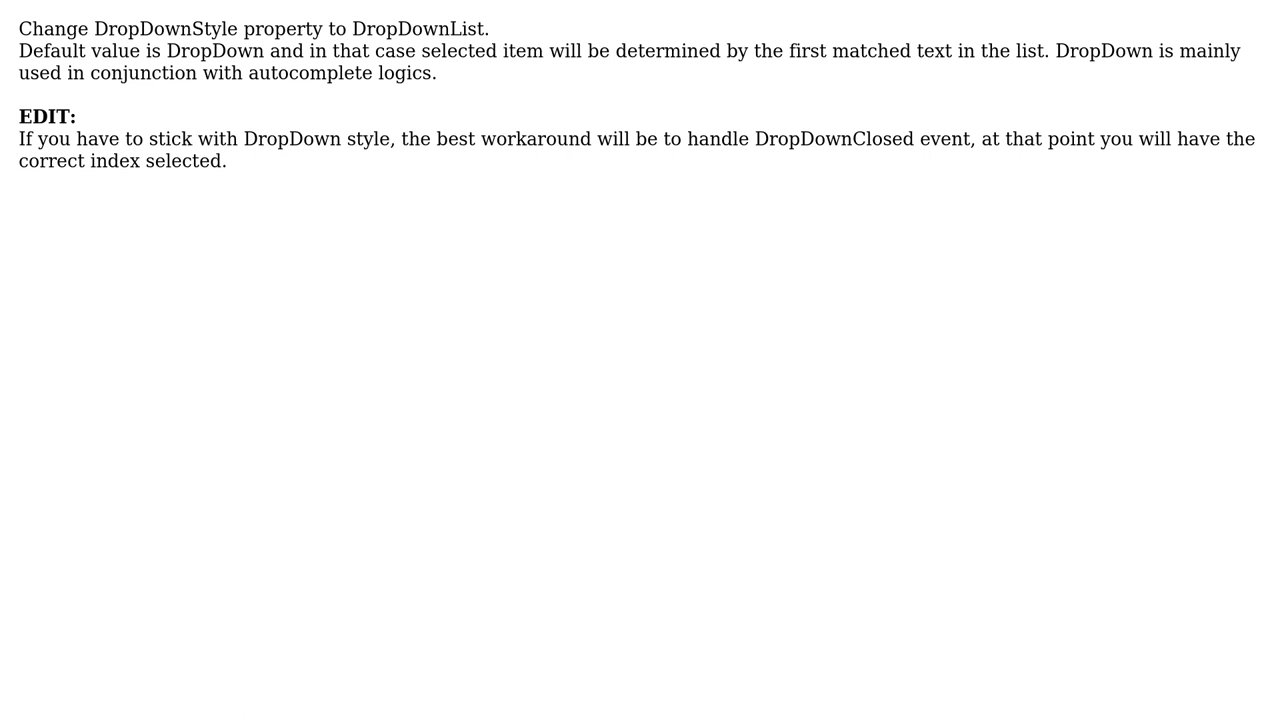 Change DropDownStyle property to DropDownList.
Default value is DropDown and in that case selected item will be determined by the first matched text in the list. DropDown is mainly
used in conjunction with autocomplete logics.
EDIT:
If you have to stick with DropDown style, the best workaround will be to handle DropDownClosed event, at that point you will have the
correct index selected.